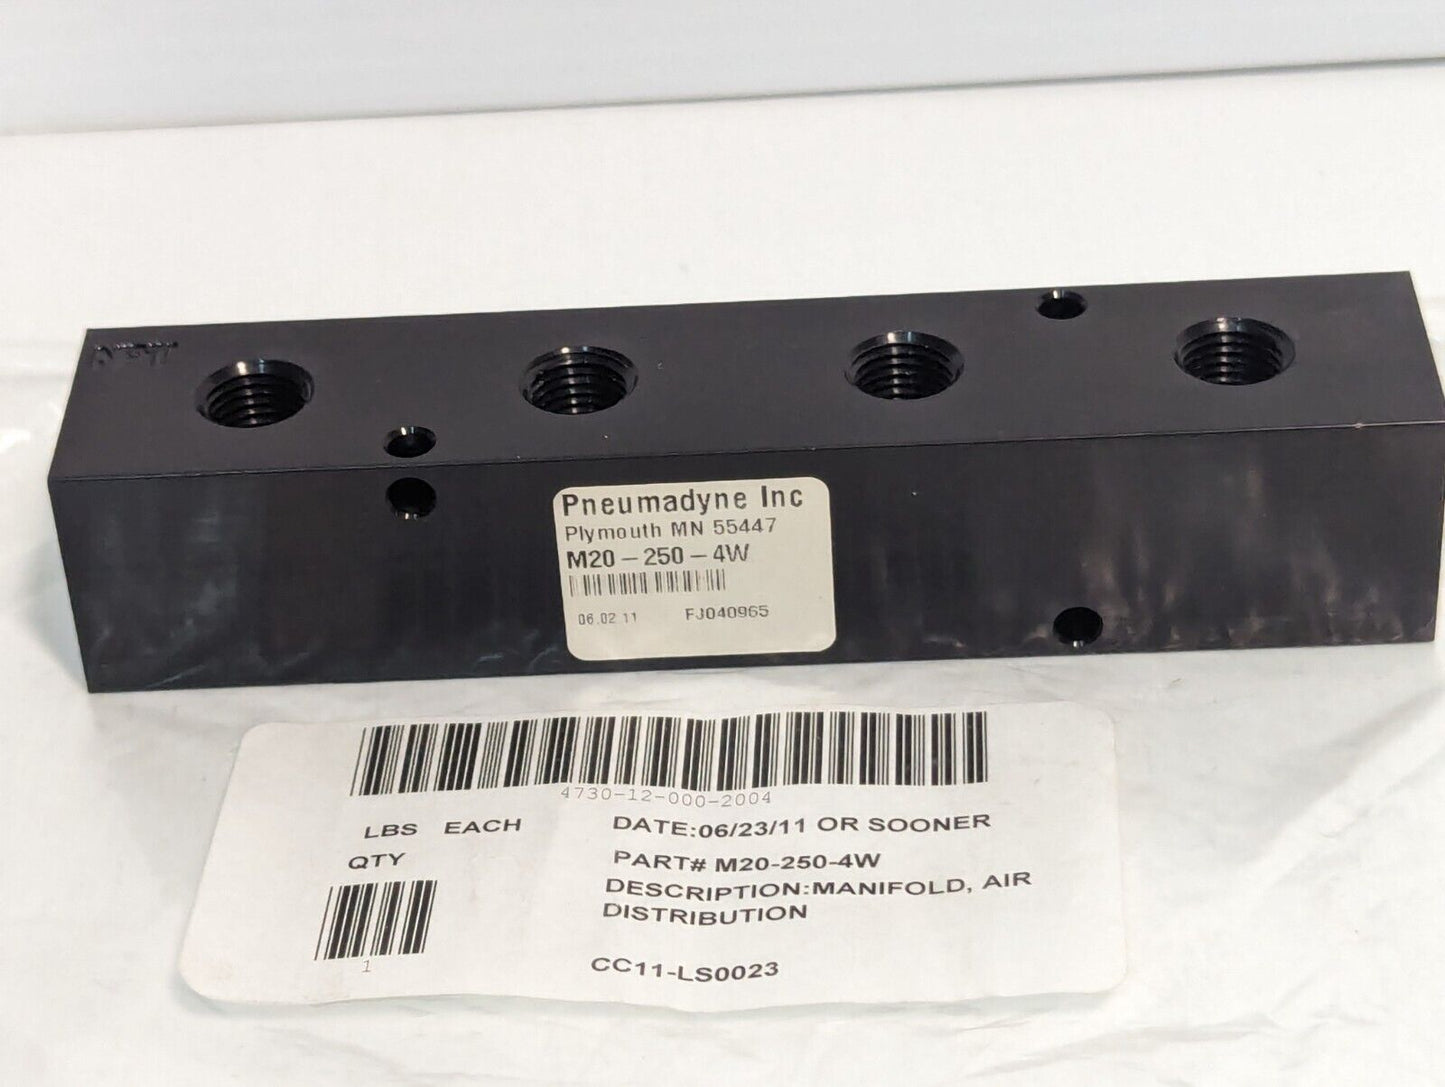 Pneumadyne Inc
Plymouth MN 55447
M20-250-4W
06.02.11 FJ040965
4730-12-000-2004
LBS EACH DATE:06/23/11 OR SOONER
QTY PART# M20-250-4W
DESCRIPTION:MANIFOLD, AIR
DISTRIBUTION
1 CC11-LS0023